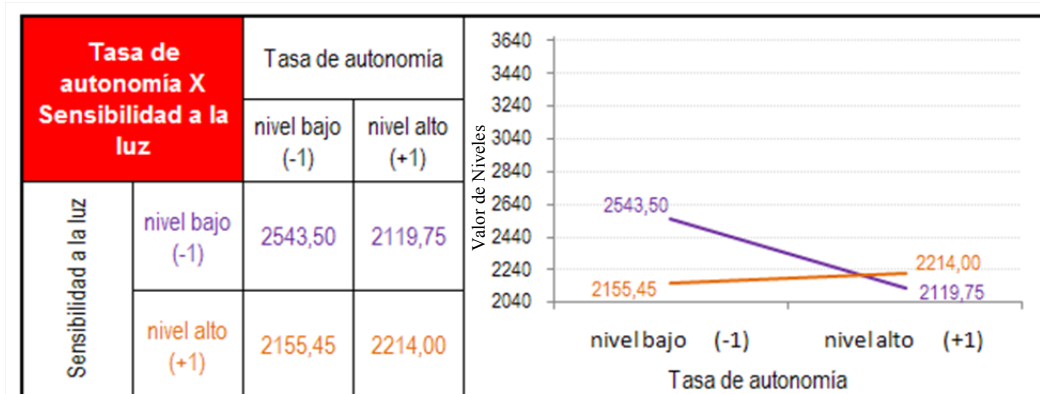 Tasa de
autonomía X
Sensibilidad a la
luz
Tasa de autonomía
nivel bajo
(-1)
nivel alto
(+1)
Sensibilidad a la luz
nivel bajo
(-1)
2543,50
2119,75
nivel alto
(+1)
2155,45
2214,00
Valor de Niveles
3640
3440
3240
3040
2840
2640
2440
2240
2040
2543,50
2155,45
2214,00
2119,75
nivel bajo (-1)
nivel alto (+1)
Tasa de autonomía